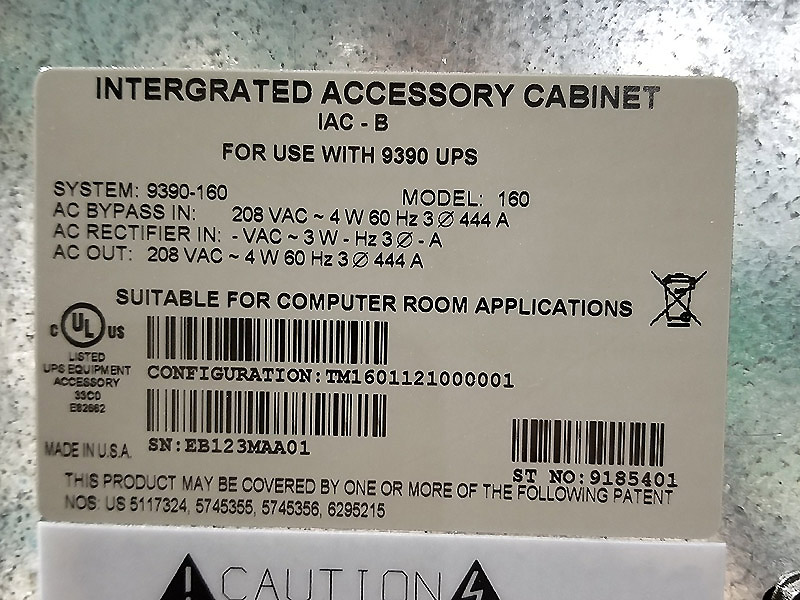 INTERGRATED ACCESSORY CABINET
IAC - B
FOR USE WITH 9390 UPS
SYSTEM: 9390-160 MODEL: 160
AC BYPASS IN: 208 VAC ~ 4 W 60 Hz 3 Ø 444 A
AC RECTIFIER IN: - VAC ~ 3 W - Hz 3 Ø - A
AC OUT: 208 VAC ~ 4 W 60 Hz 3 Ø 444 A
SUITABLE FOR COMPUTER ROOM APPLICATIONS
C UL US
LISTED
UPS EQUIPMENT
ACCESSORY
33C0
E82662
CONFIGURATION:TM1601121000001
MADE IN U.S.A.
SN:EB123MAA01
ST NO:9185401
THIS PRODUCT MAY BE COVERED BY ONE OR MORE OF THE FOLLOWING PATENT
NOS: US 5117324, 5745355, 5745356, 6295215
CAUTION